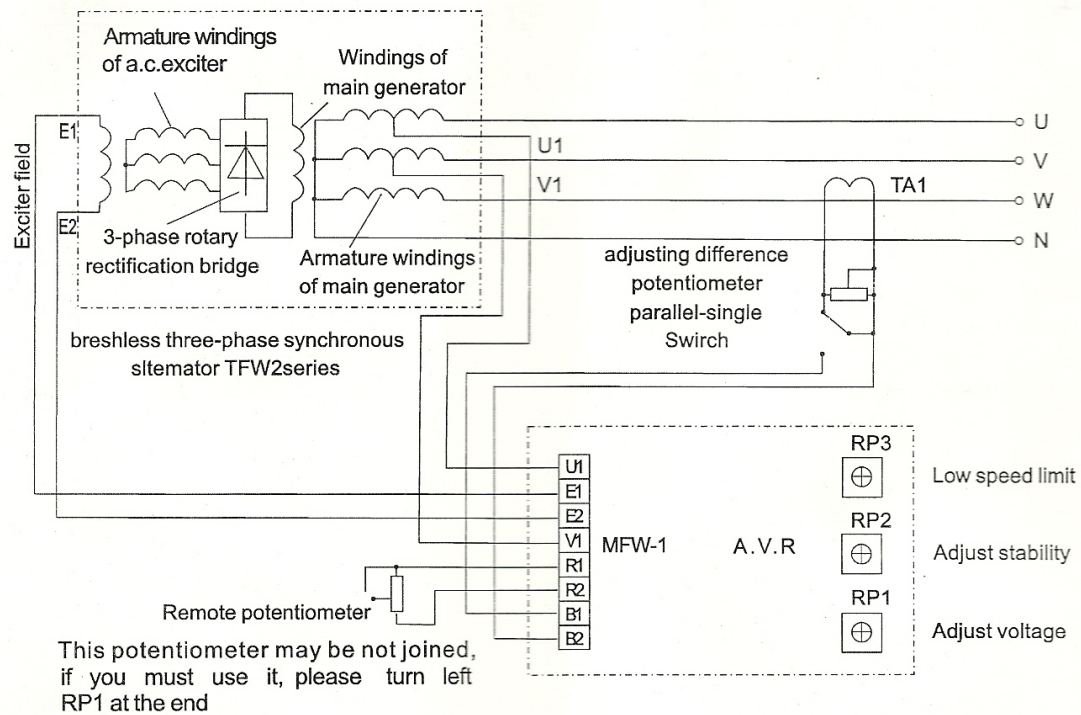 Armature windings
of a.c.exciter
Windings of
main generator
E1
Exciter field
E2
3-phase rotary
rectification bridge
Armature windings
of main generator
U
U1
V
V1
TA1
W
N
adjusting difference
potentiometer
parallel-single
Swirch
breshless three-phase synchronous
sltemator TFW2series
U1
E1
E2
V1
R1
R2
B1
B2
MFW-1
A.V.R
RP3
Low speed limit
RP2
Adjust stability
RP1
Adjust voltage
Remote potentiometer
This potentiometer may be not joined,
if you must use it, please turn left
RP1 at the end